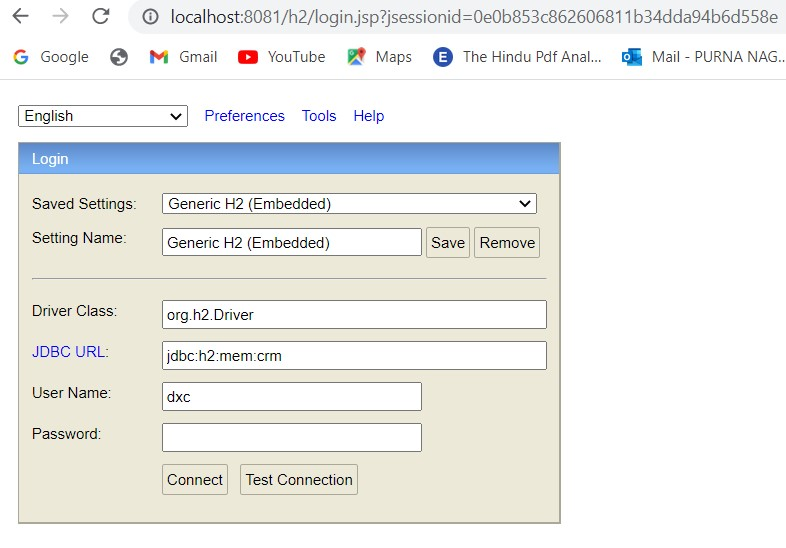 localhost:8081/h2/login.jsp?jsessionid=0e0b853c862606811b34dda94b6d558e
Google Gmail YouTube Maps E The Hindu Pdf Anal... Mail - PURNA NAG...
English Preferences Tools Help
Login
Saved Settings: Generic H2 (Embedded)
Setting Name: Generic H2 (Embedded) Save Remove
Driver Class: org.h2.Driver
JDBC URL: jdbc:h2:mem:crm
User Name: dxc
Password:
Connect Test Connection